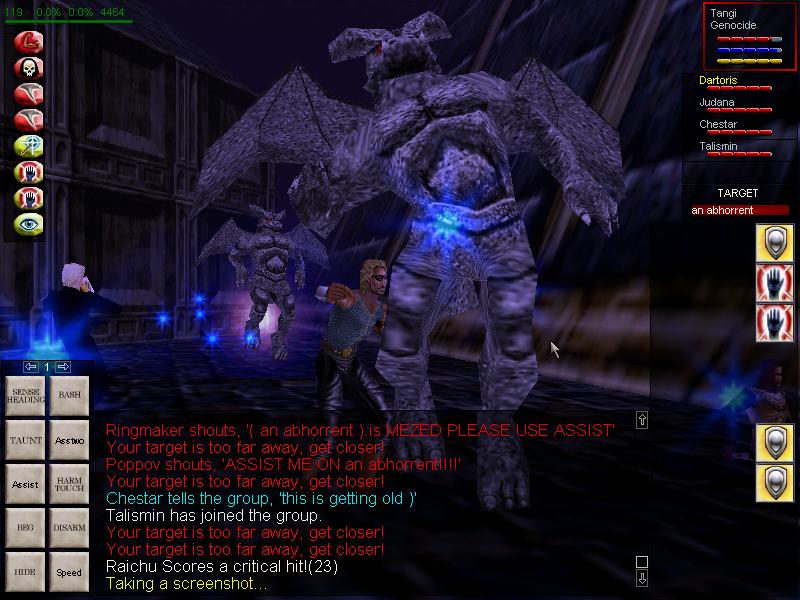 119 0.0% 0.0% 4464
Tangi
Genocide
Dartoris
Judana
Chestar
Talismin
TARGET
an abhorrent
1
SENSE HEADING
BASH
TAUNT
Asstwo
Assist
HARM TOUCH
BEG
DISARM
HIDE
Speed
Ringmaker shouts, '( an abhorrent ) is MEZED PLEASE USE ASSIST'
Your target is too far away, get closer!
Poppov shouts, 'ASSIST ME ON an abhorrent!!!!'
Your target is too far away, get closer!
Chestar tells the group, 'this is getting old )'
Talismin has joined the group.
Your target is too far away, get closer!
Your target is too far away, get closer!
Raichu Scores a critical hit!(23)
Taking a screenshot...